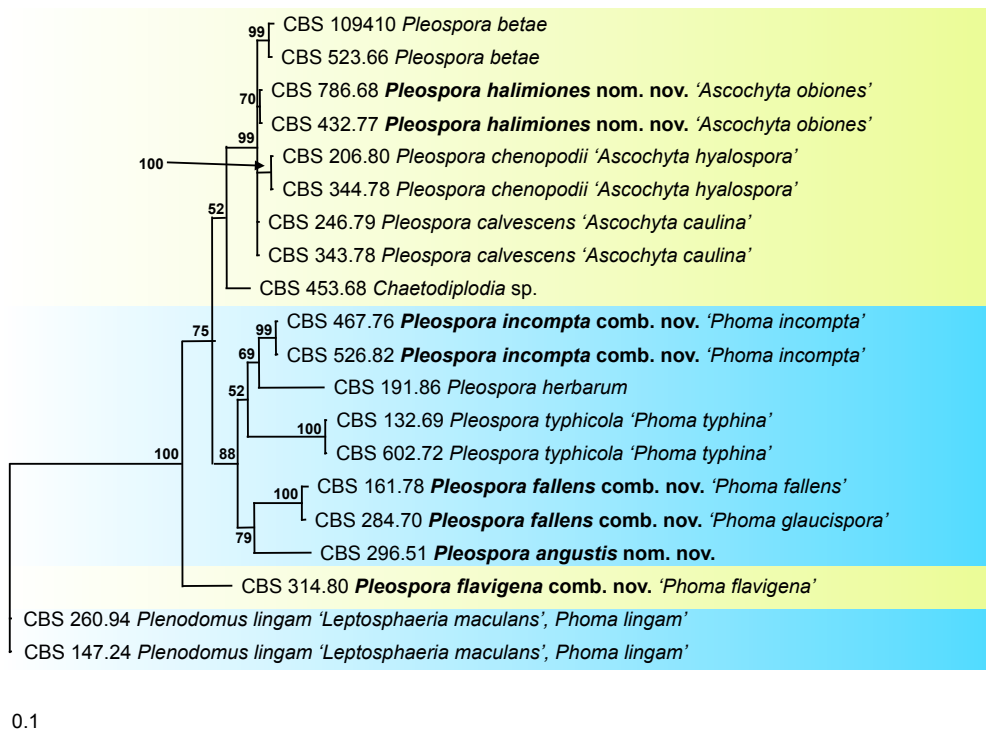 99 CBS 109410 Pleospora betae
CBS 523.66 Pleospora betae
70 CBS 786.68 Pleospora halimiones nom. nov. ‘Ascochyta obiones’
CBS 432.77 Pleospora halimiones nom. nov. ‘Ascochyta obiones’
99
100 CBS 206.80 Pleospora chenopodii ‘Ascochyta hyalospora’
CBS 344.78 Pleospora chenopodii ‘Ascochyta hyalospora’
52 CBS 246.79 Pleospora calvescens ‘Ascochyta caulina’
CBS 343.78 Pleospora calvescens ‘Ascochyta caulina’
CBS 453.68 Chaetodiplodia sp.
75 99 CBS 467.76 Pleospora incompta comb. nov. ‘Phoma incompta’
69 CBS 526.82 Pleospora incompta comb. nov. ‘Phoma incompta’
52 CBS 191.86 Pleospora herbarum
100 CBS 132.69 Pleospora typhicola ‘Phoma typhina’
100 88 CBS 602.72 Pleospora typhicola ‘Phoma typhina’
100 CBS 161.78 Pleospora fallens comb. nov. ‘Phoma fallens’
CBS 284.70 Pleospora fallens comb. nov. ‘Phoma glaucispora’
79 CBS 296.51 Pleospora angustis nom. nov.
CBS 314.80 Pleospora flavigena comb. nov. ‘Phoma flavigena’
CBS 260.94 Plenodomus lingam ‘Leptosphaeria maculans’, Phoma lingam’
CBS 147.24 Plenodomus lingam ‘Leptosphaeria maculans’, Phoma lingam’
0.1